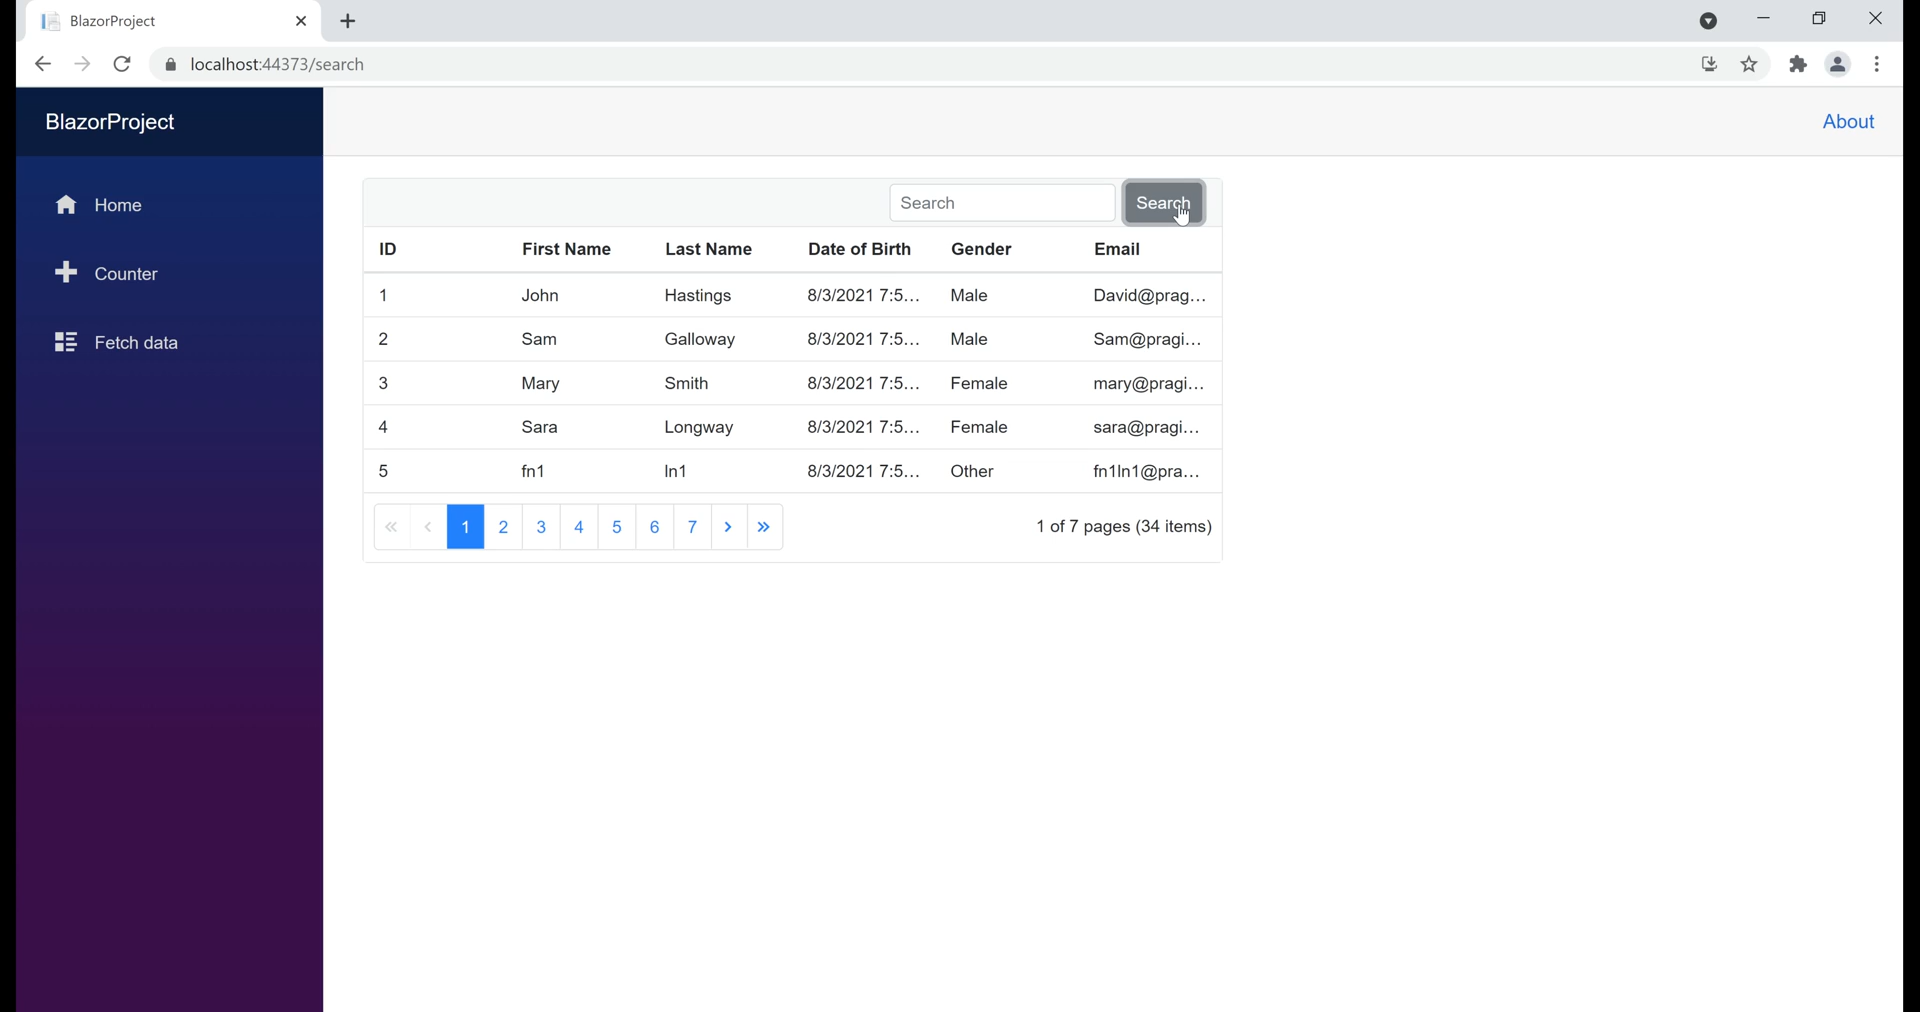 BlazorProject
localhost:44373/search
BlazorProject
About
Home
Counter
Fetch data
Search Search
ID First Name Last Name Date of Birth Gender Email
1 John Hastings 8/3/2021 7:5... Male David@prag...
2 Sam Galloway 8/3/2021 7:5... Male Sam@pragi...
3 Mary Smith 8/3/2021 7:5... Female mary@pragi...
4 Sara Longway 8/3/2021 7:5... Female sara@pragi...
5 fn1 ln1 8/3/2021 7:5... Other fn1ln1@pra...
« ‹ 1 2 3 4 5 6 7 › » 1 of 7 pages (34 items)